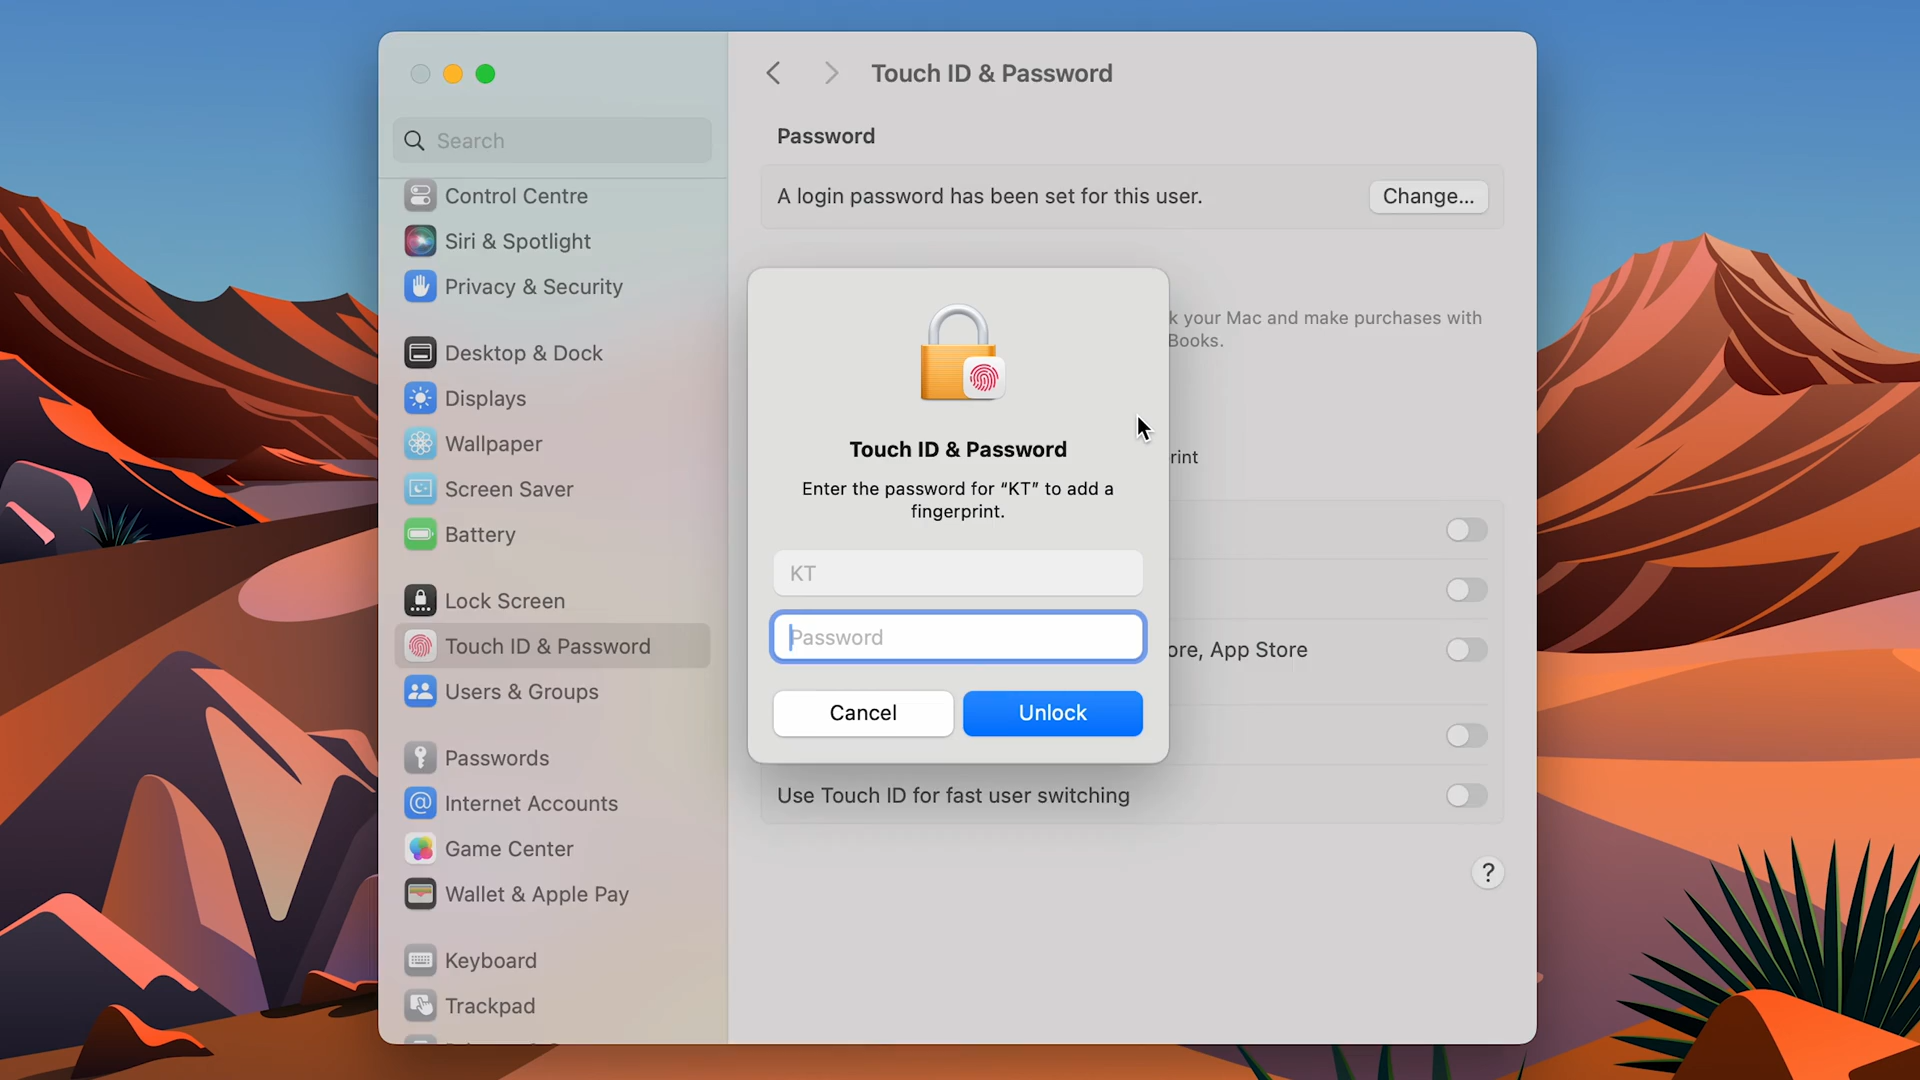 Touch ID & Password
Search
Control Centre
Siri & Spotlight
Privacy & Security
Desktop & Dock
Displays
Wallpaper
Screen Saver
Battery
Lock Screen
Touch ID & Password
Users & Groups
Passwords
Internet Accounts
Game Center
Wallet & Apple Pay
Keyboard
Trackpad
Password
A login password has been set for this user.
Change...
your Mac and make purchases with
Books.
Touch ID & Password
Enter the password for “KT” to add a
fingerprint.
KT
Password
Cancel
Unlock
App Store
Use Touch ID for fast user switching
?